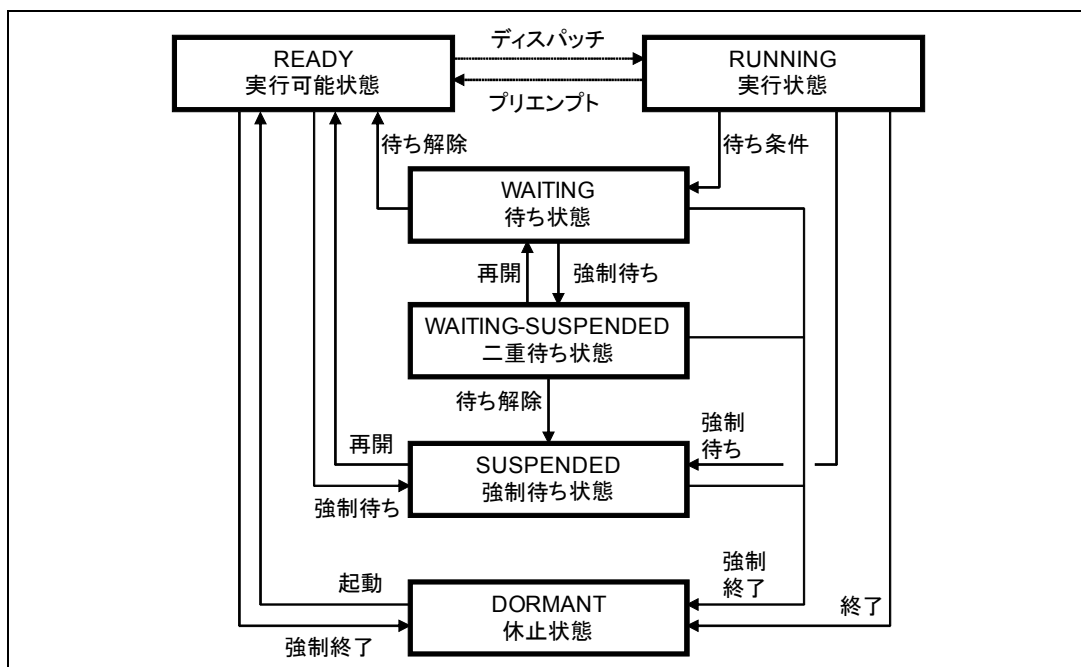 ディスパッチ
READY
実行可能状態
RUNNING
実行状態
プリエンプト
待ち解除
待ち条件
WAITING
待ち状態
再開
強制待ち
WAITING-SUSPENDED
二重待ち状態
待ち解除
強制
待ち
再開
SUSPENDED
強制待ち状態
強制待ち
強制
終了
起動
DORMANT
休止状態
終了
強制終了